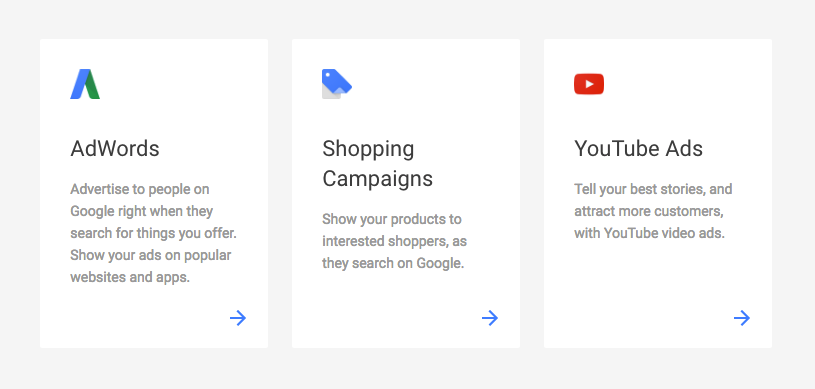 AdWords
Advertise to people on
Google right when they
search for things you offer.
Show your ads on popular
websites and apps.
Shopping
Campaigns
Show your products to
interested shoppers, as
they search on Google.
YouTube Ads
Tell your best stories, and
attract more customers,
with YouTube video ads.